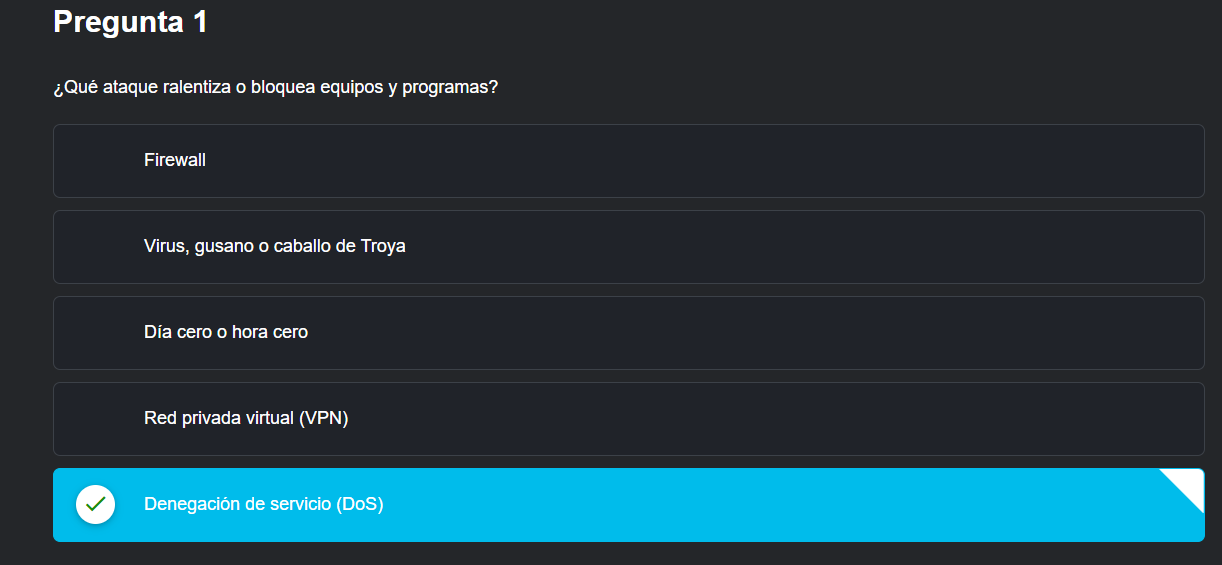 Pregunta 1
¿Qué ataque ralentiza o bloquea equipos y programas?
Firewall
Virus, gusano o caballo de Troya
Día cero o hora cero
Red privada virtual (VPN)
Denegación de servicio (DoS)